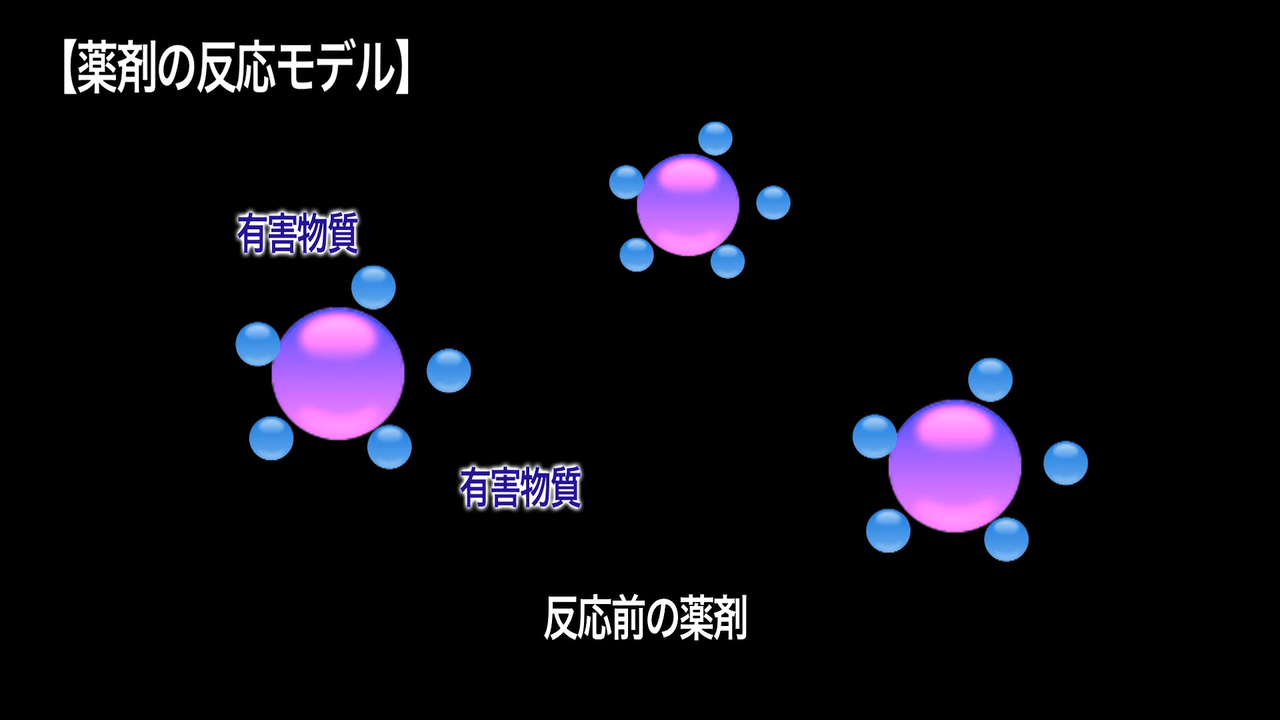 【薬剤の反応モデル】
有害物質
有害物質
反応前の薬剤